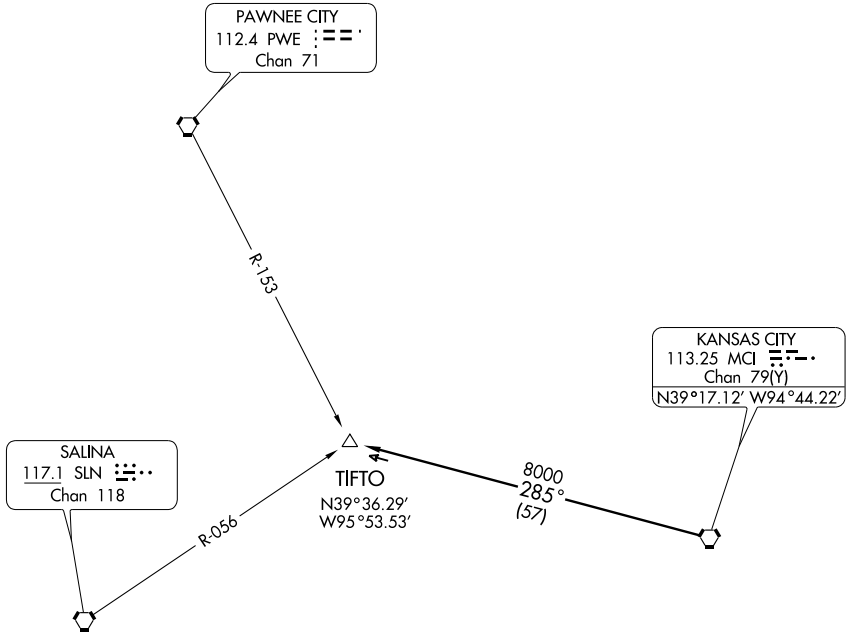 PAWNEE CITY
112.4 PWE
Chan 71
R-153
KANSAS CITY
113.25 MCI
Chan 79(Y)
N39°17.12' W94°44.22'
SALINA
117.1 SLN
Chan 118
R-056
TIFTO
N39°36.29'
W95°53.53'
8000
285°
(57)